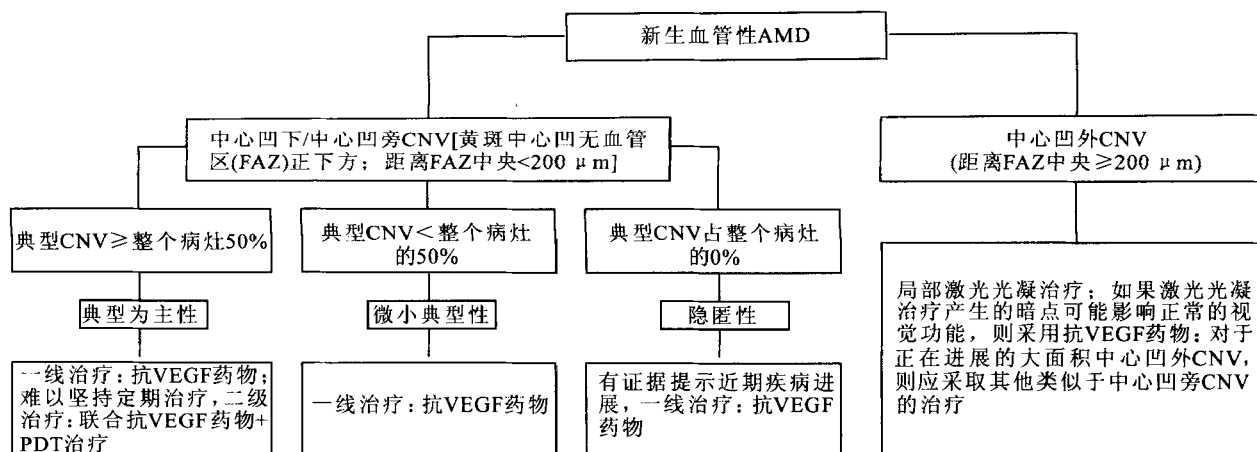 新生血管性AMD
中心凹下/中心凹旁CNV[黄斑中心凹无血管
区(FAZ)正下方；距离FAZ中央<200 μm]
中心凹外CNV
(距离FAZ中央≥200 μm)
典型CNV≥整个病灶50%
典型CNV<整个病灶
的50%
典型CNV占整个病灶
的0%
典型为主性
微小典型性
隐匿性
一线治疗：抗VEGF药物；
难以坚持定期治疗，二级
治疗：联合抗VEGF药物+
PDT治疗
一线治疗：抗VEGF药物
有证据提示近期疾病进
展，一线治疗：抗VEGF
药物
局部激光光凝治疗；如果激光光凝
治疗产生的暗点可能影响正常的视
觉功能，则采用抗VEGF药物；对于
正在进展的大面积中心凹外CNV，
则应采取其他类似于中心凹旁CNV
的治疗